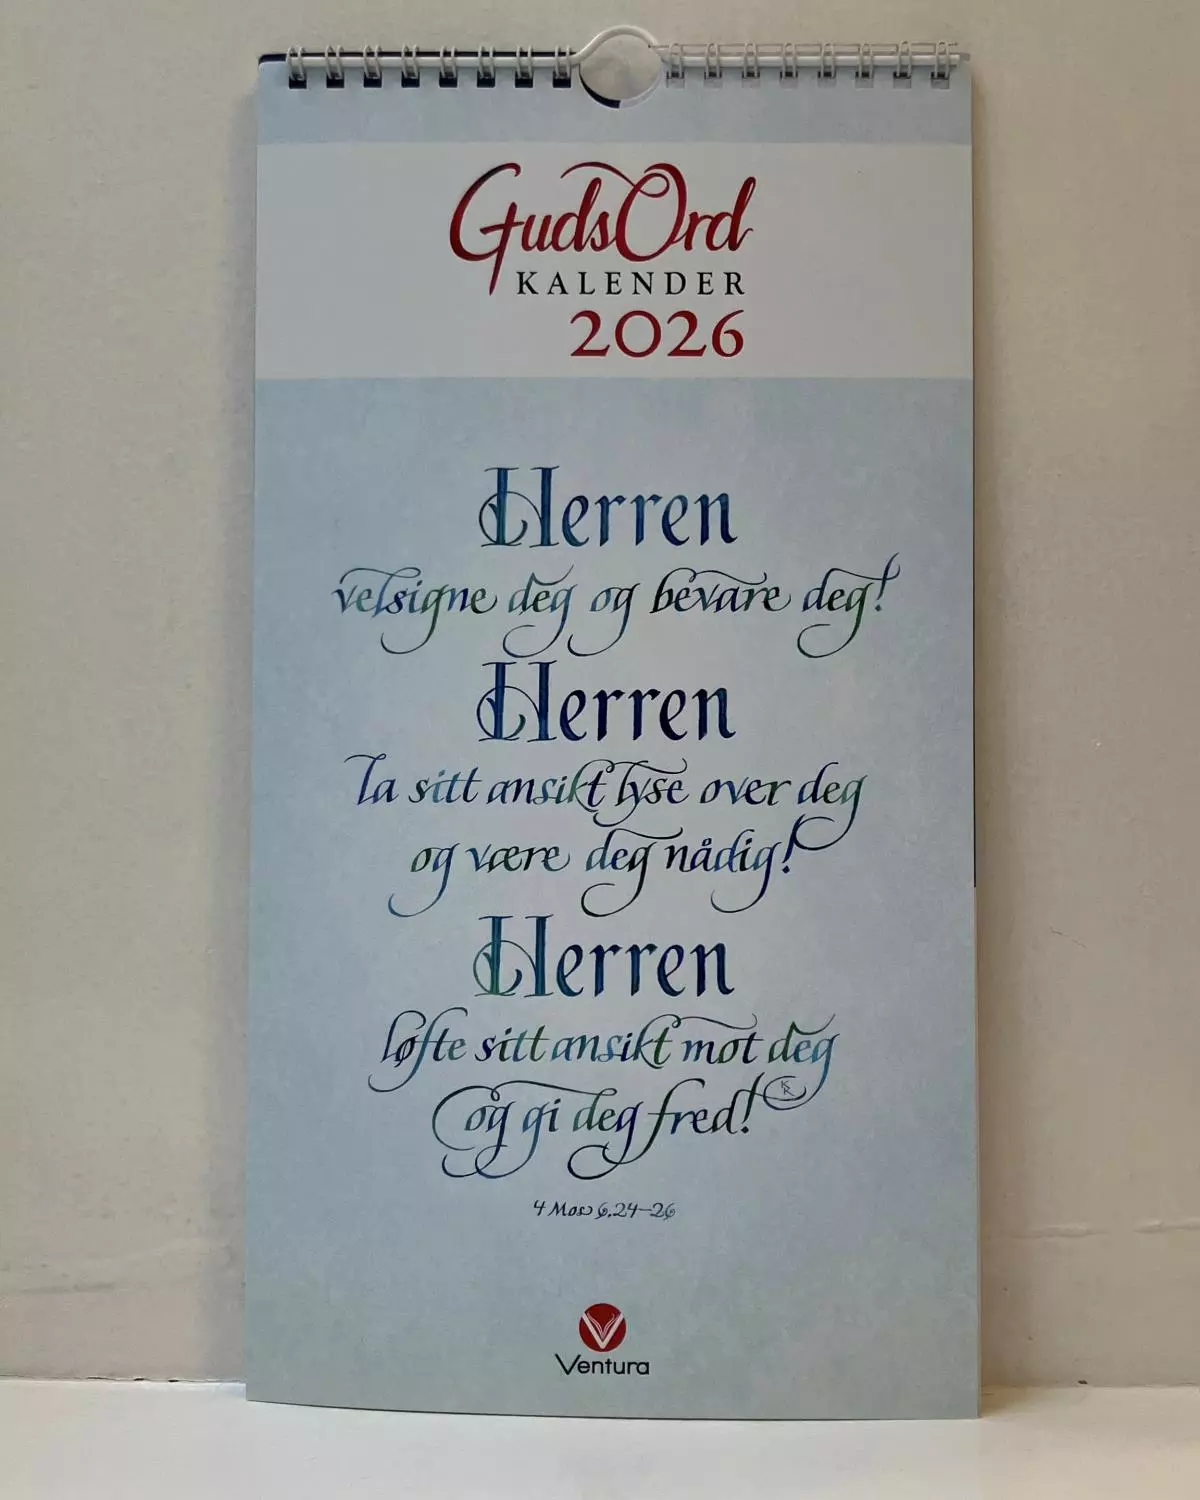 GudsOrd
KALENDER
2026
Herren
velsigne deg og bevare deg!
Herren
la sitt ansikt lyse over deg
og være deg nådig!
Herren
løfte sitt ansikt mot deg
og gi deg fred!
4 Mos 6,24–26
Ventura